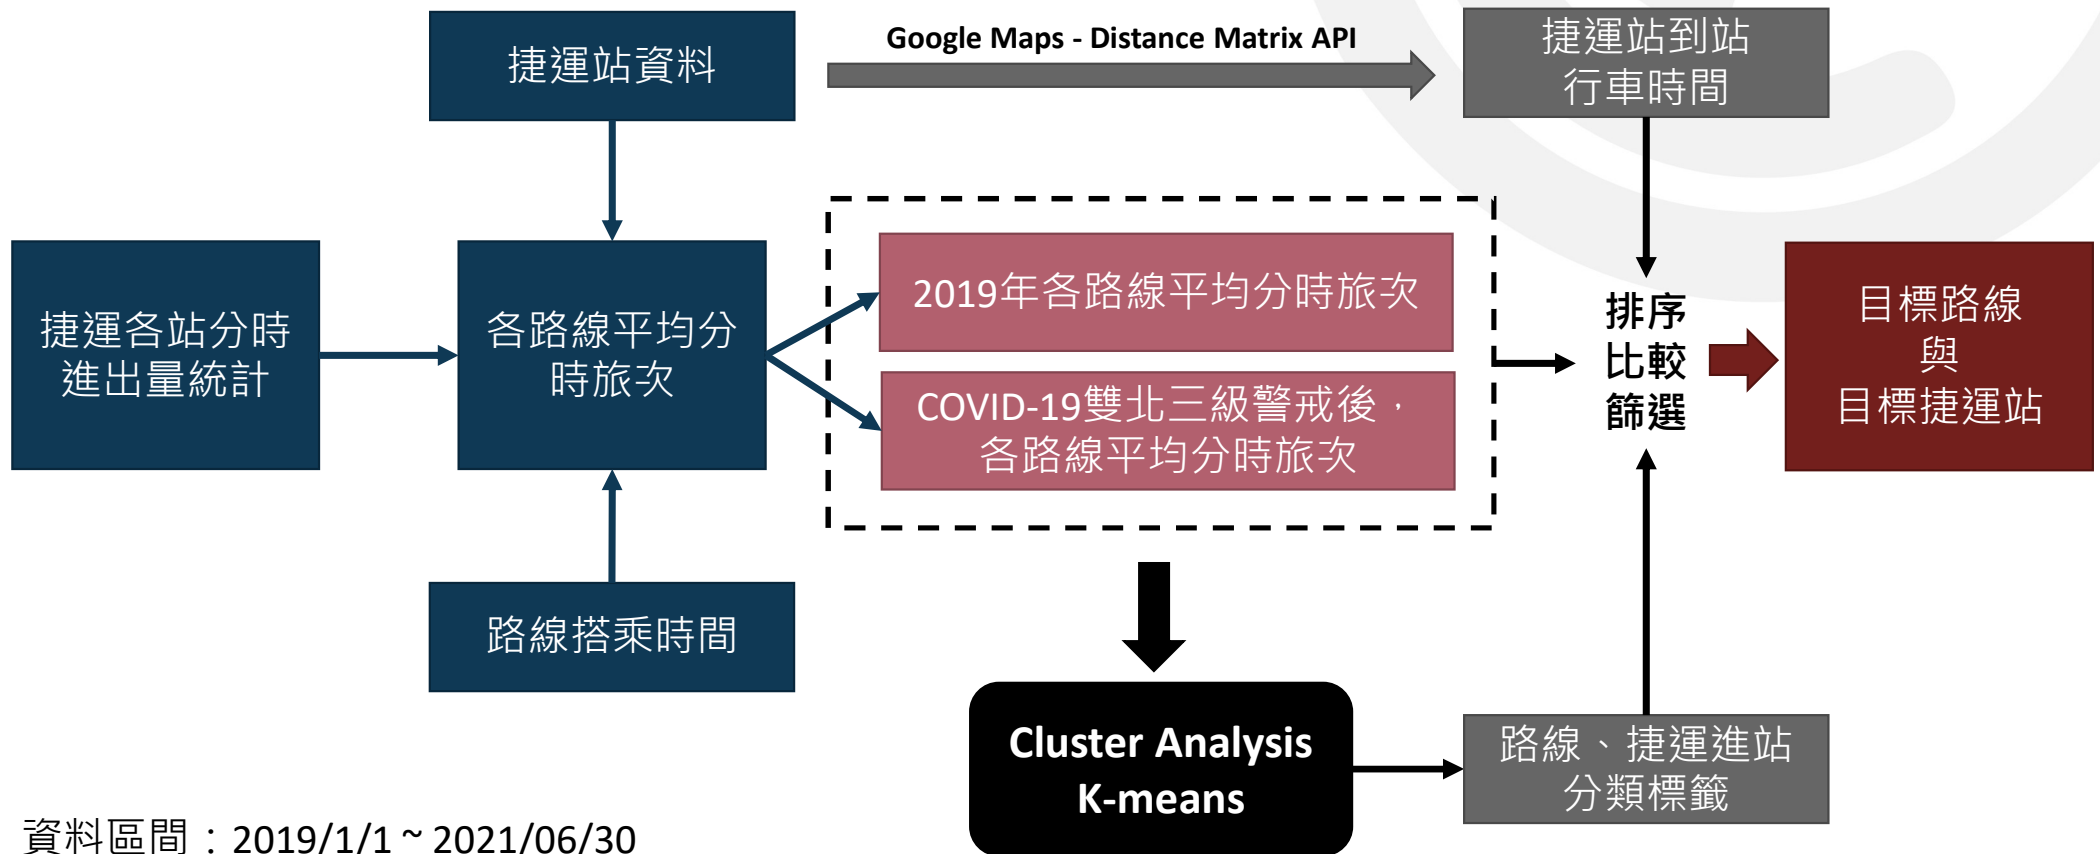 捷運站資料
Google Maps - Distance Matrix API
捷運站到站
行車時間
捷運各站分時
進出量統計
各路線平均分
時旅次
2019年各路線平均分時旅次
COVID-19雙北三級警戒後，
各路線平均分時旅次
排序
比較
篩選
目標路線
與
目標捷運站
路線搭乘時間
Cluster Analysis
K-means
路線、捷運進站
分類標籤
資料區間：2019/1/1 ~ 2021/06/30